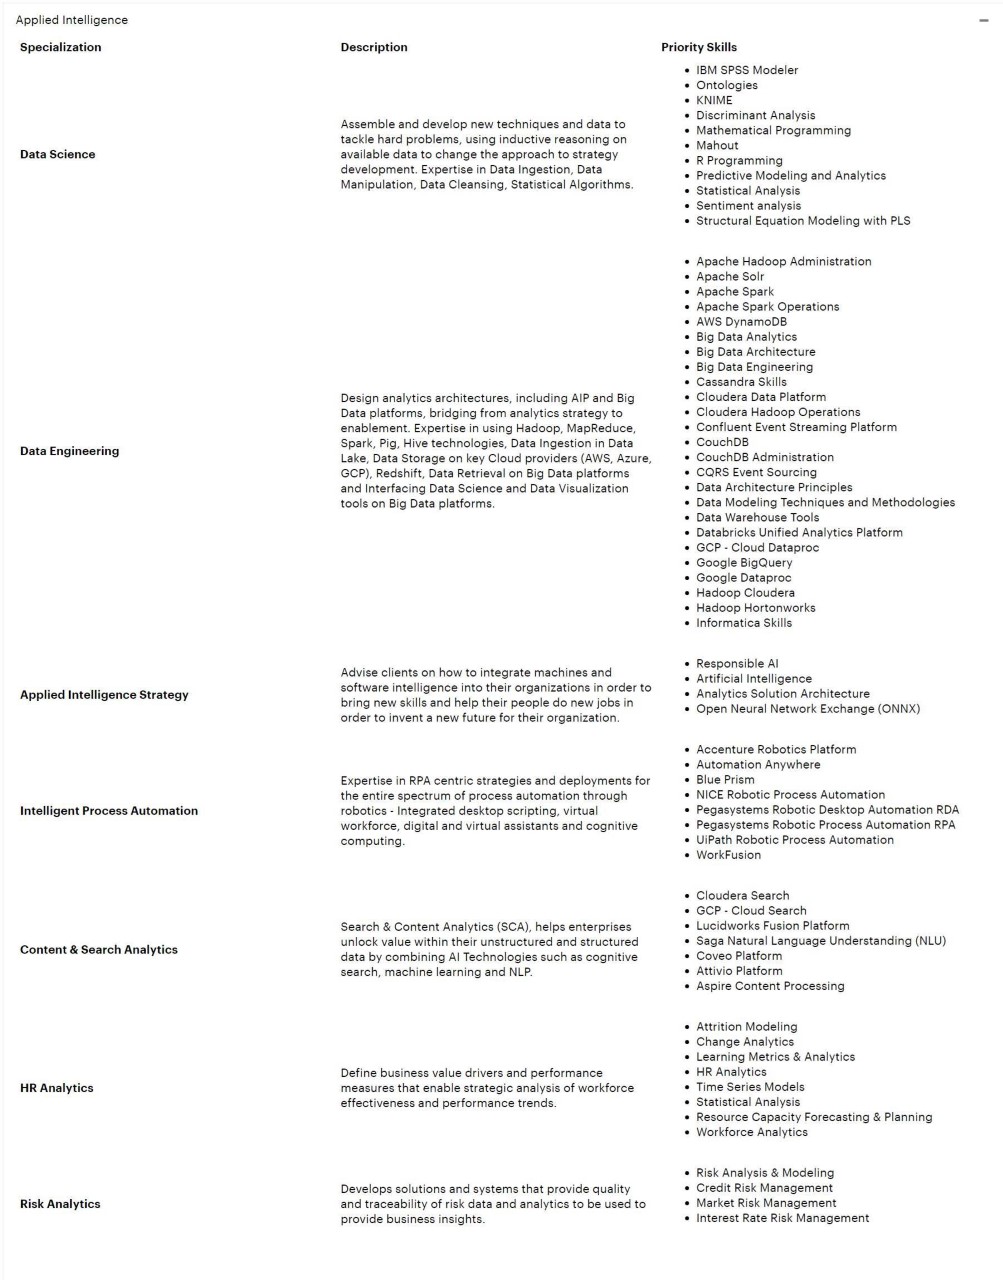 Applied Intelligence
Specialization
Description
Priority Skills
Data Science
Assemble and develop new techniques and data to
tackle hard problems, using inductive reasoning on
available data to change the approach to strategy
development. Expertise in Data Ingestion, Data
Manipulation, Data Cleansing, Statistical Algorithms.
• IBM SPSS Modeler
• Ontologies
• KNIME
• Discriminant Analysis
• Mathematical Programming
• Mahout
• R Programming
• Predictive Modeling and Analytics
• Statistical Analysis
• Sentiment analysis
• Structural Equation Modeling with PLS
Data Engineering
Design analytics architectures, including AIP and Big
Data platforms, bridging from analytics strategy to
enablement. Expertise in using Hadoop, MapReduce,
Spark, Pig, Hive technologies, Data Ingestion in Data
Lake, Data Storage on key Cloud providers (AWS, Azure,
GCP), Redshift, Data Retrieval on Big Data platforms
and Interfacing Data Science and Data Visualization
tools on Big Data platforms.
• Apache Hadoop Administration
• Apache Solr
• Apache Spark
• Apache Spark Operations
• AWS DynamoDB
• Big Data Analytics
• Big Data Architecture
• Big Data Engineering
• Cassandra Skills
• Cloudera Data Platform
• Cloudera Hadoop Operations
• Confluent Event Streaming Platform
• CouchDB
• CouchDB Administration
• CQRS Event Sourcing
• Data Architecture Principles
• Data Modeling Techniques and Methodologies
• Data Warehouse Tools
• Databricks Unified Analytics Platform
• GCP - Cloud Dataproc
• Google BigQuery
• Google Dataproc
• Hadoop Cloudera
• Hadoop Hortonworks
• Informatica Skills
Applied Intelligence Strategy
Advise clients on how to integrate machines and
software intelligence into their organizations in order to
bring new skills and help their people do new jobs in
order to invent a new future for their organization.
• Responsible AI
• Artificial Intelligence
• Analytics Solution Architecture
• Open Neural Network Exchange (ONNX)
Intelligent Process Automation
Expertise in RPA centric strategies and deployments for
the entire spectrum of process automation through
robotics - Integrated desktop scripting, virtual
workforce, digital and virtual assistants and cognitive
computing.
• Accenture Robotics Platform
• Automation Anywhere
• Blue Prism
• NICE Robotic Process Automation
• Pegasystems Robotic Desktop Automation RDA
• Pegasystems Robotic Process Automation RPA
• UiPath Robotic Process Automation
• WorkFusion
Content & Search Analytics
Search & Content Analytics (SCA), helps enterprises
unlock value within their unstructured and structured
data by combining AI Technologies such as cognitive
search, machine learning and NLP.
• Cloudera Search
• GCP - Cloud Search
• Lucidworks Fusion Platform
• Saga Natural Language Understanding (NLU)
• Coveo Platform
• Attivio Platform
• Aspire Content Processing
HR Analytics
Define business value drivers and performance
measures that enable strategic analysis of workforce
effectiveness and performance trends.
• Attrition Modeling
• Change Analytics
• Learning Metrics & Analytics
• HR Analytics
• Time Series Models
• Statistical Analysis
• Resource Capacity Forecasting & Planning
• Workforce Analytics
Risk Analytics
Develops solutions and systems that provide quality
and traceability of risk data and analytics to be used to
provide business insights.
• Risk Analysis & Modeling
• Credit Risk Management
• Market Risk Management
• Interest Rate Risk Management